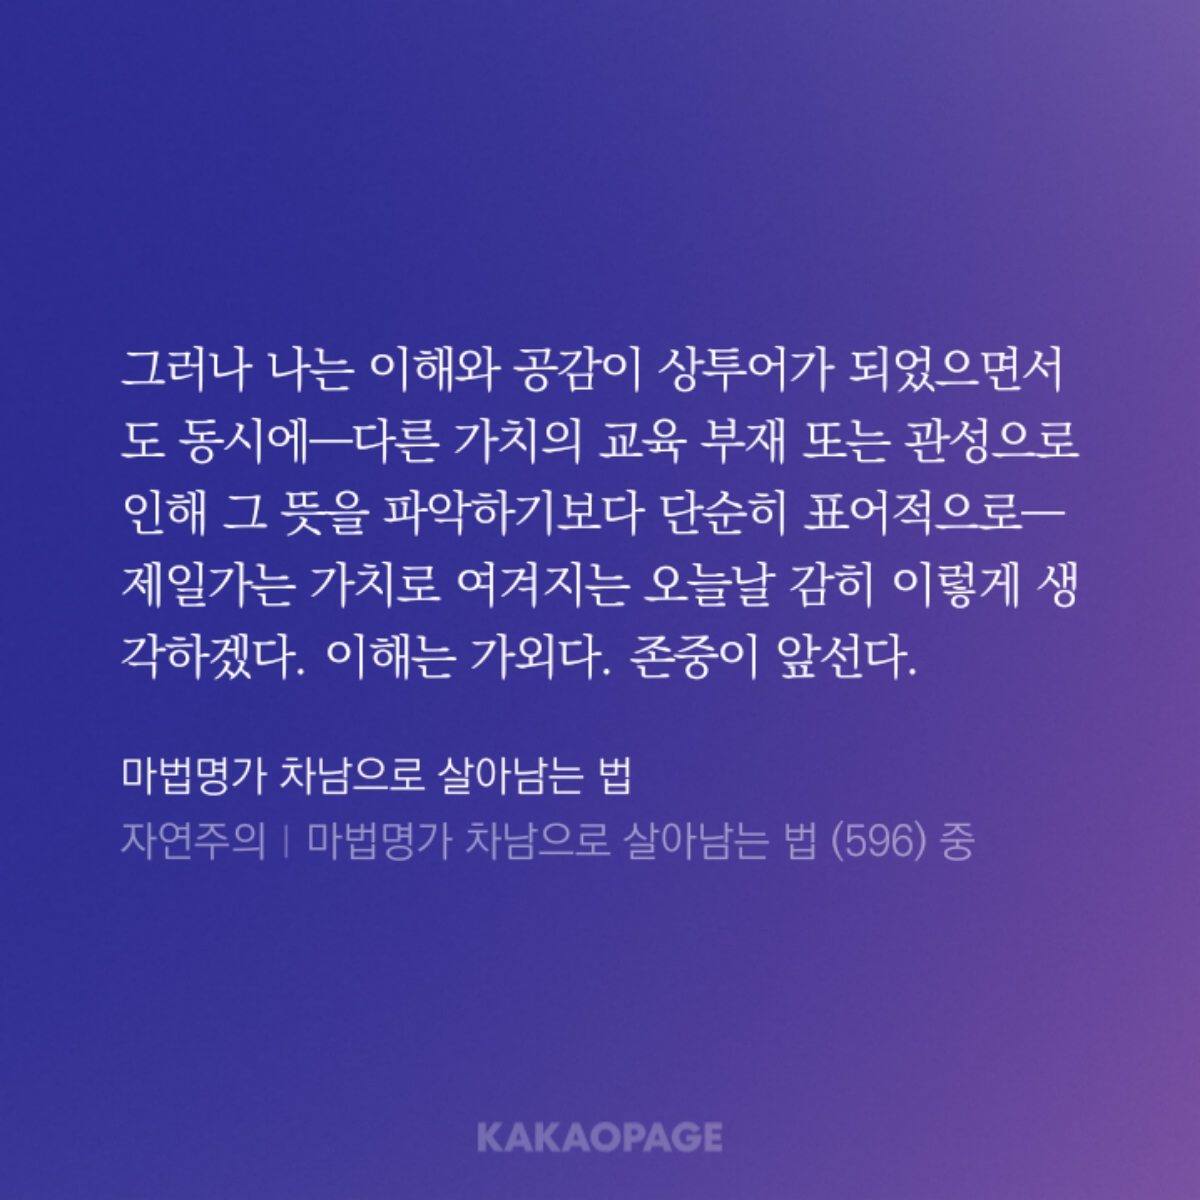 그러나 나는 이해와 공감이 상투어가 되었으면서
도 동시에—다른 가치의 교육 부재 또는 관성으로
인해 그 뜻을 파악하기보다 단순히 표어적으로—
제일가는 가치로 여겨지는 오늘날 감히 이렇게 생
각하겠다. 이해는 가외다. 존중이 앞선다.
마법명가 차남으로 살아남는 법
자연주의 | 마법명가 차남으로 살아남는 법 (596) 중
KAKAOPAGE